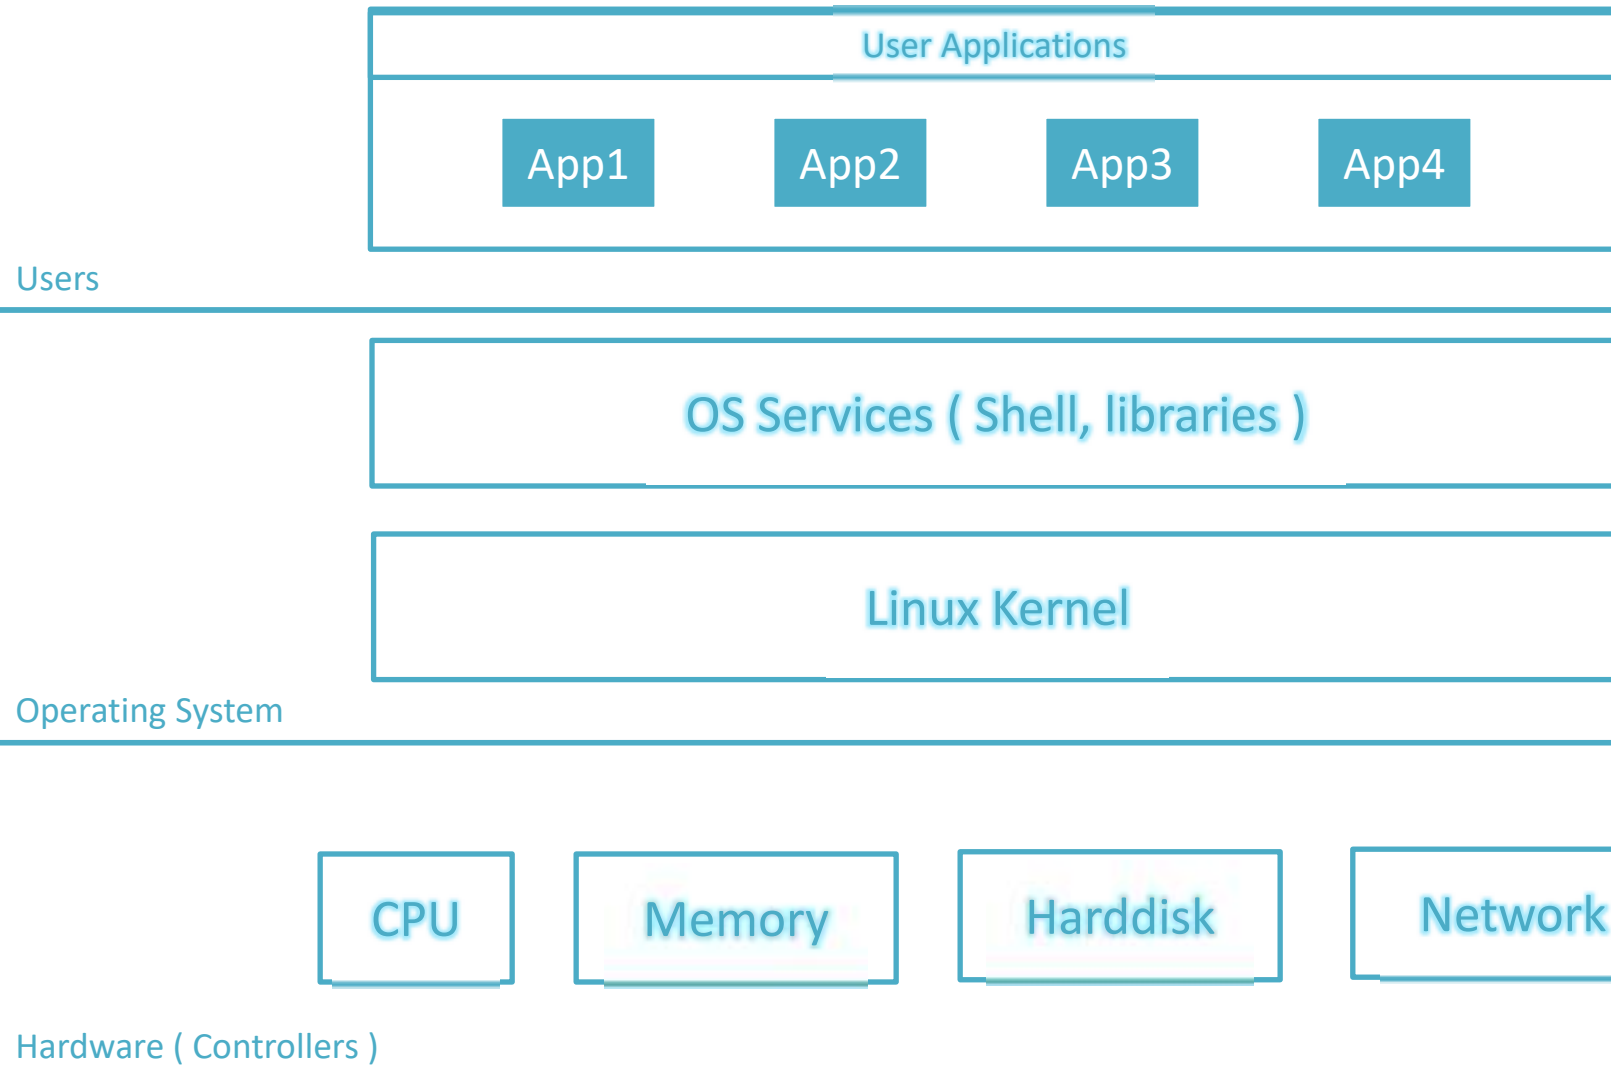 User Applications
App1 App2 App3 App4
Users
OS Services ( Shell, libraries )
Linux Kernel
Operating System
CPU Memory Harddisk Network
Hardware ( Controllers )